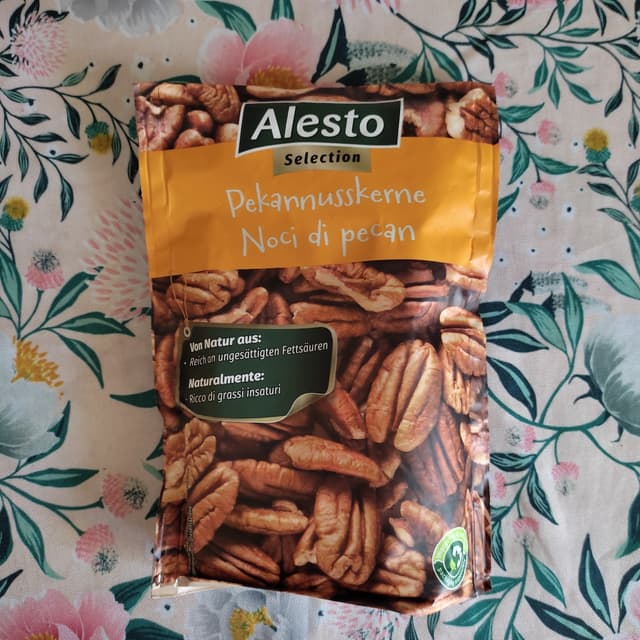 Alesto
Selection
Pekannusskerne
Noci di pecan
Von Natur aus:
• Reich an ungesättigten Fettsäuren
Naturalmente:
• Ricco di grassi insaturi